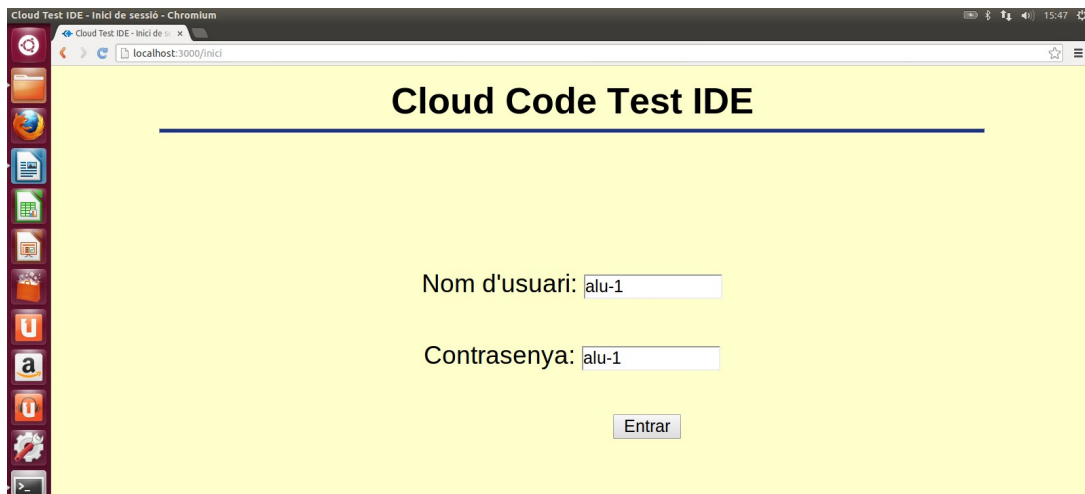 Cloud Test IDE - Inici de sessió - Chromium
15:47
Cloud Test IDE - Inici de se
localhost:3000/inici
Cloud Code Test IDE
Nom d'usuari: alu-1
Contrasenya: alu-1
Entrar